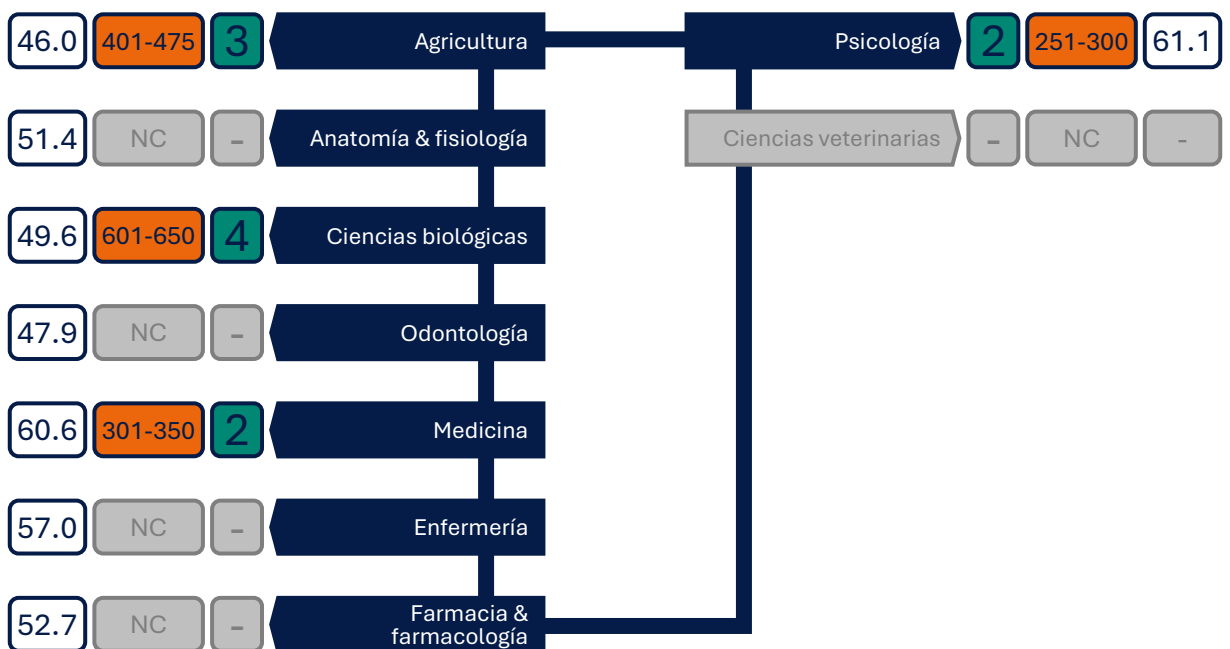 46.0 401-475 3 Agricultura
Psicología 2 251-300 61.1
51.4 NC - Anatomía & fisiología
Ciencias veterinarias - NC -
49.6 601-650 4 Ciencias biológicas
47.9 NC - Odontología
60.6 301-350 2 Medicina
57.0 NC - Enfermería
52.7 NC - Farmacia &
farmacología